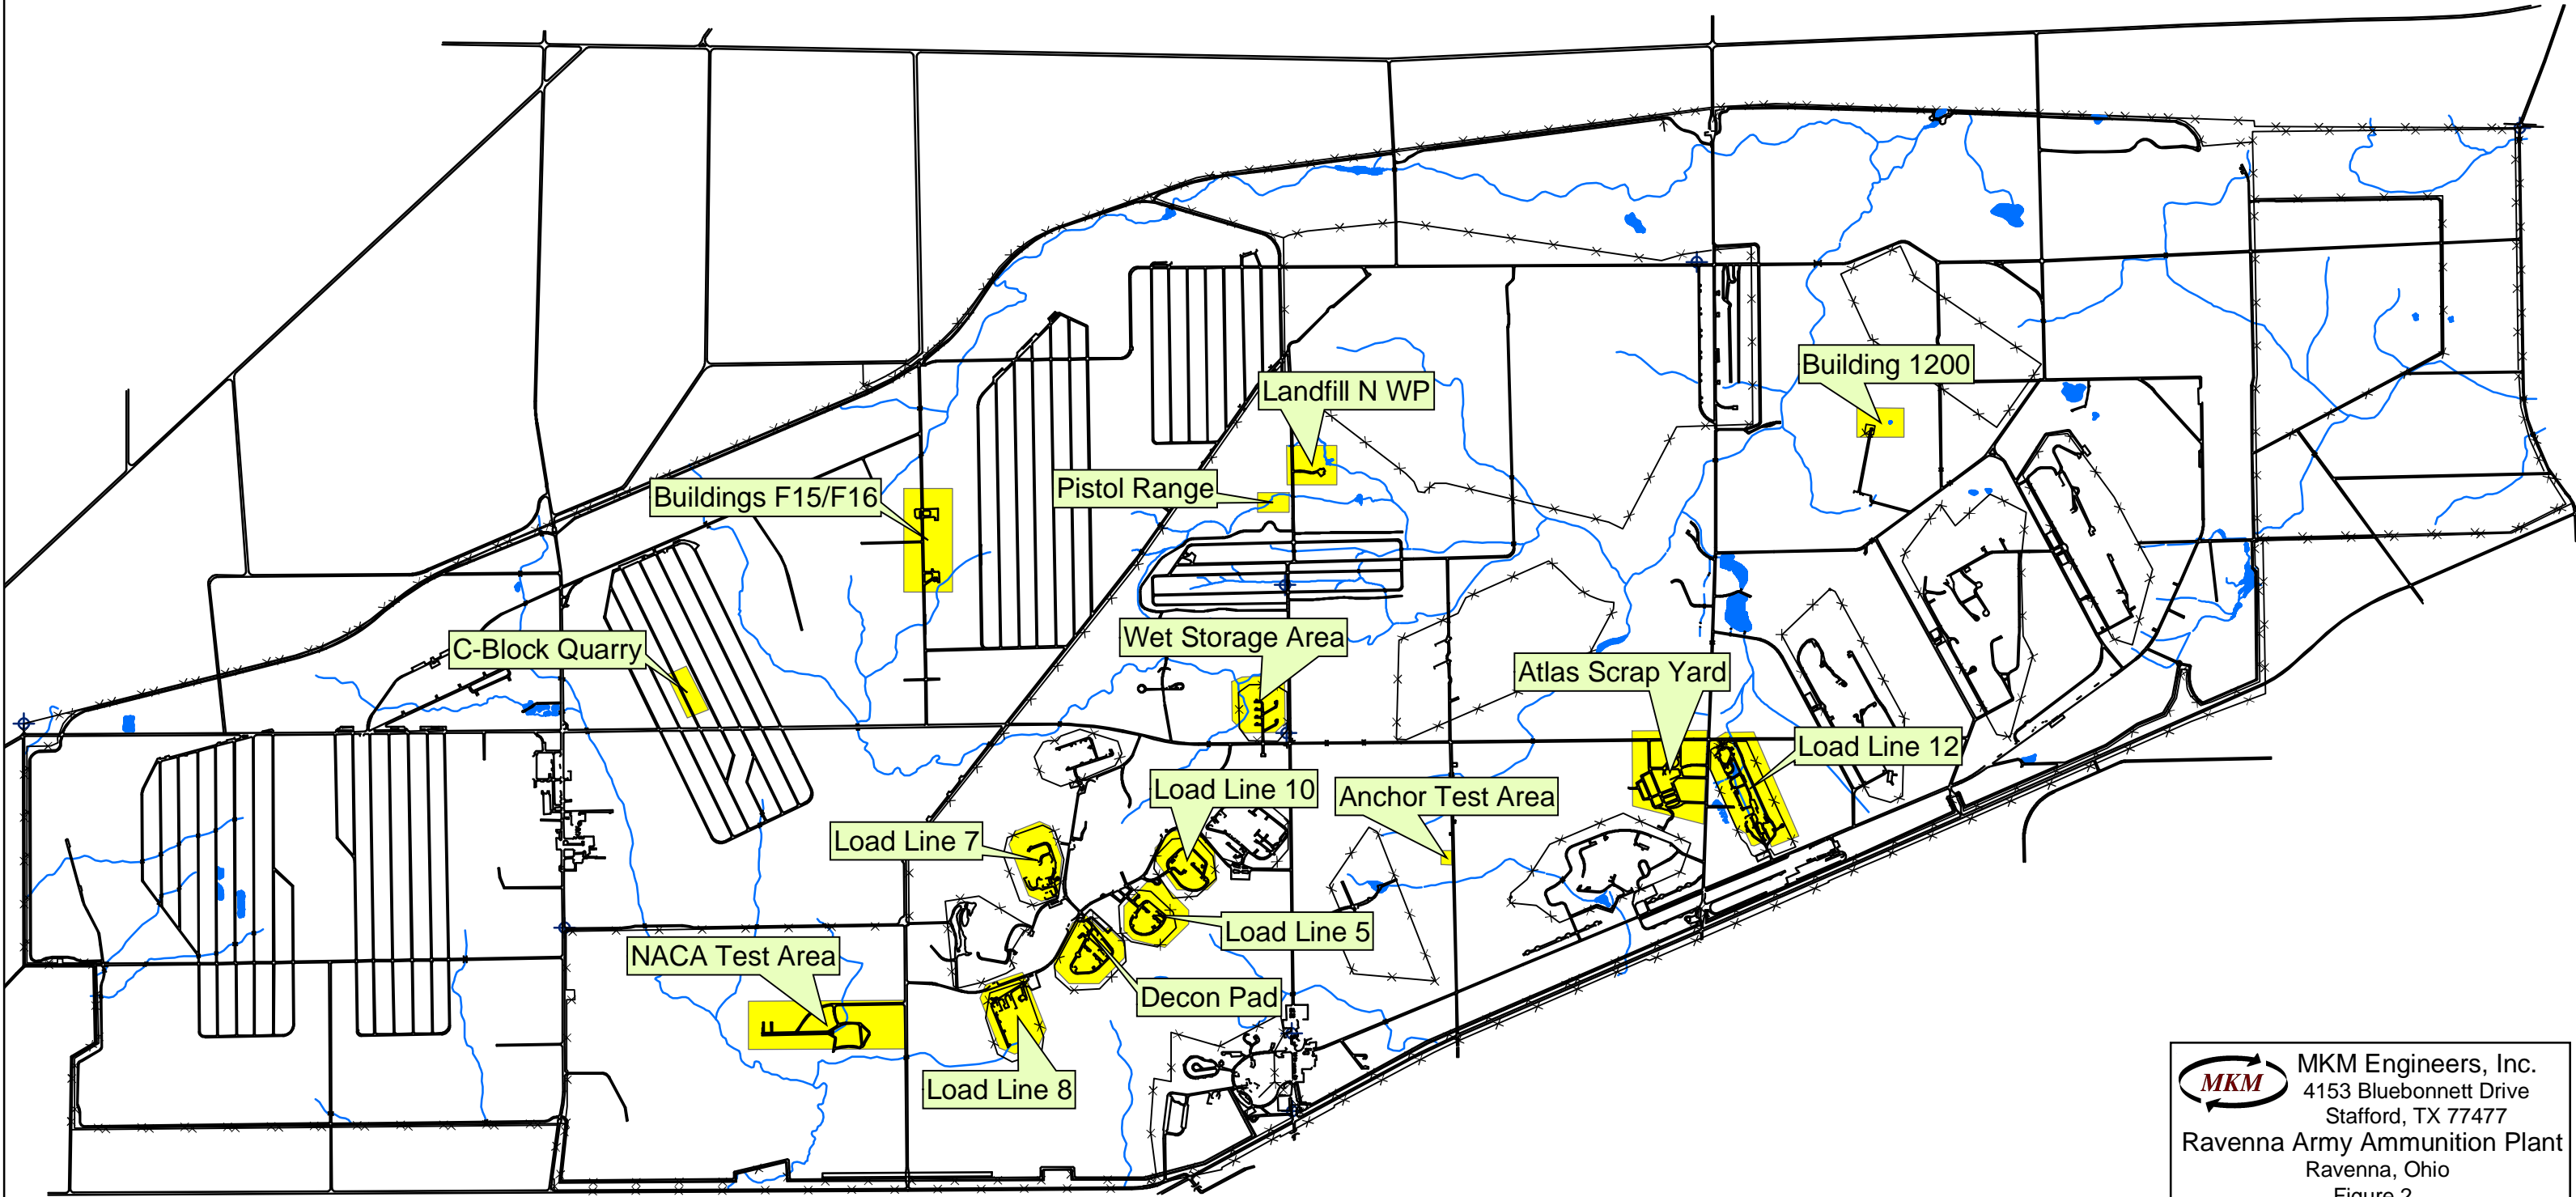 Building 1200
Landfill N WP
Pistol Range
Buildings F15/F16
C-Block Quarry
Wet Storage Area
Atlas Scrap Yard
Load Line 12
Load Line 10
Anchor Test Area
Load Line 7
Load Line 5
NACA Test Area
Decon Pad
Load Line 8
MKM
MKM Engineers, Inc.
4153 Bluebonnett Drive
Stafford, TX 77477
Ravenna Army Ammunition Plant
Ravenna, Ohio
Figure 2